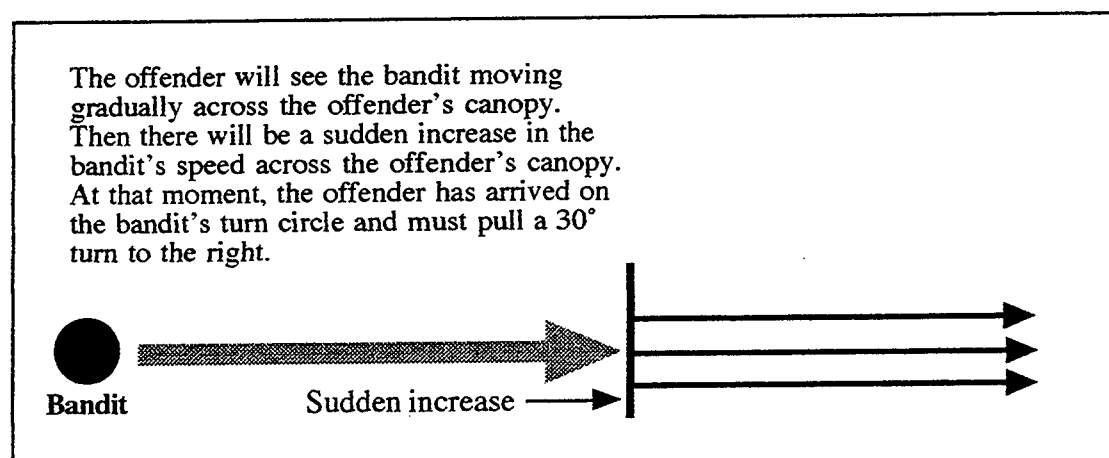 The offender will see the bandit moving
gradually across the offender's canopy.
Then there will be a sudden increase in the
bandit's speed across the offender's canopy.
At that moment, the offender has arrived on
the bandit's turn circle and must pull a 30°
turn to the right.
Bandit
Sudden increase